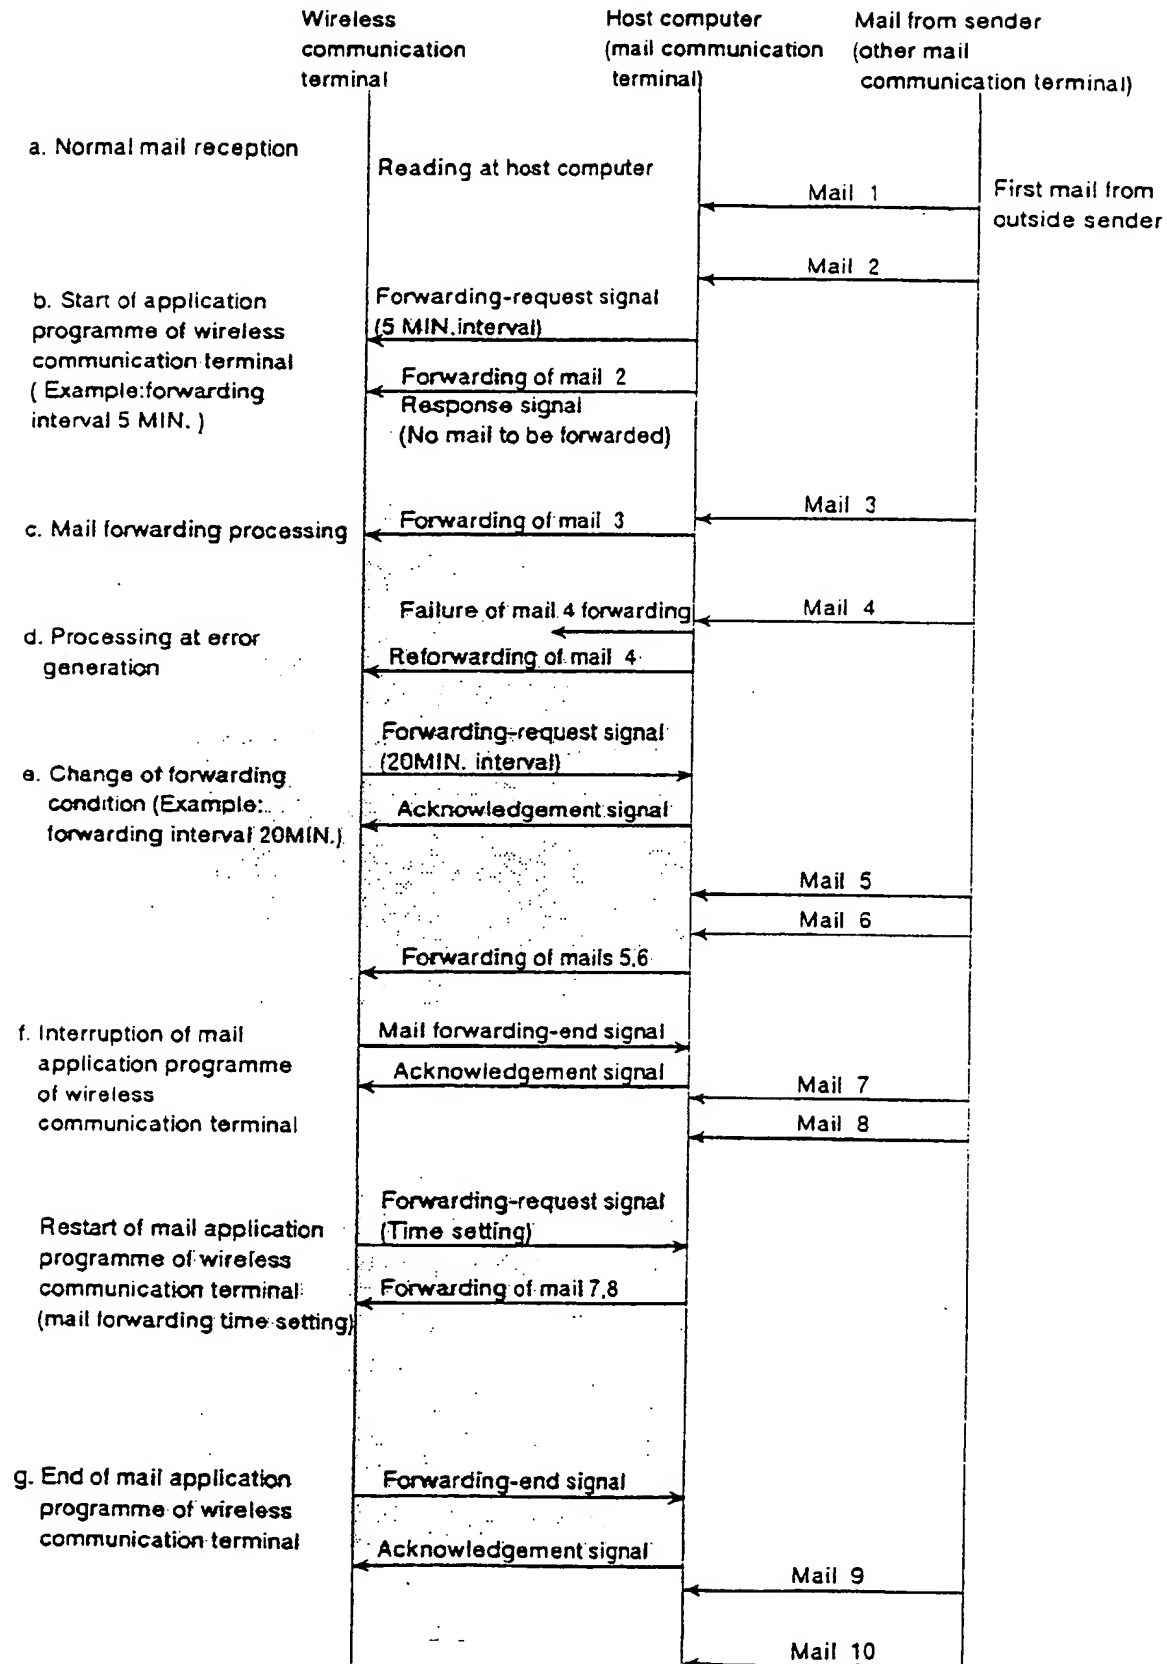 Wireless
communication
terminal
Host computer
(mail communication
terminal)
Mail from sender
(other mail
communication terminal)
a. Normal mail reception
Reading at host computer
Mail 1
First mail from
outside sender
Mail 2
b. Start of application
programme of wireless
communication terminal
( Example:forwarding
interval 5 MIN. )
Forwarding-request signal
(5 MIN.interval)
Forwarding of mail 2
Response signal
(No mail to be forwarded)
Mail 3
c. Mail forwarding processing
Forwarding of mail 3
Failure of mail 4 forwarding
Mail 4
d. Processing at error
generation
Reforwarding of mail 4
Forwarding-request signal
(20MIN. interval)
e. Change of forwarding
condition (Example:
forwarding interval 20MIN.)
Acknowledgement signal
Mail 5
Mail 6
Forwarding of mails 5,6
f. Interruption of mail
application programme
of wireless
communication terminal
Mail forwarding-end signal
Acknowledgement signal
Mail 7
Mail 8
Forwarding-request signal
(Time setting)
Restart of mail application
programme of wireless
communication terminal
(mail forwarding time setting)
Forwarding of mail 7,8
g. End of mail application
programme of wireless
communication terminal
Forwarding-end signal
Acknowledgement signal
Mail 9
Mail 10